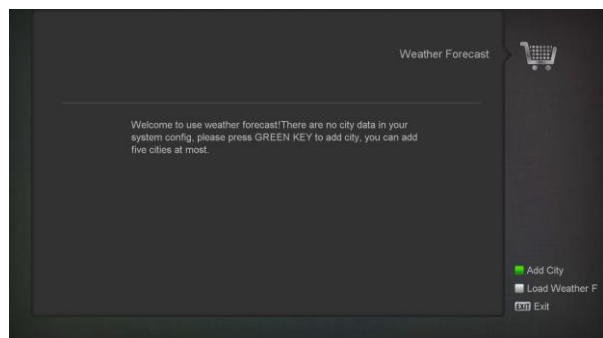 Weather Forecast
Welcome to use weather forecast!There are no city data in your
system config, please press GREEN KEY to add city, you can add
five cities at most.
Add City
Load Weather F
EXIT Exit